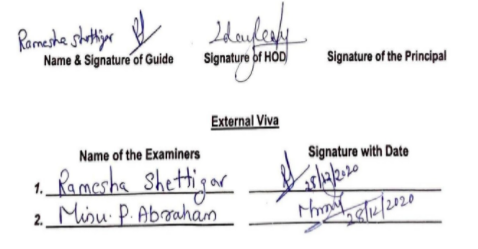 Ramesha Shettigar
Name & Signature of Guide Signature of HOD Signature of the Principal
External Viva
Name of the Examiners Signature with Date
1. Ramesha Shettigar 28/12/2020
2. Minu. P. Abraham 28/12/2020